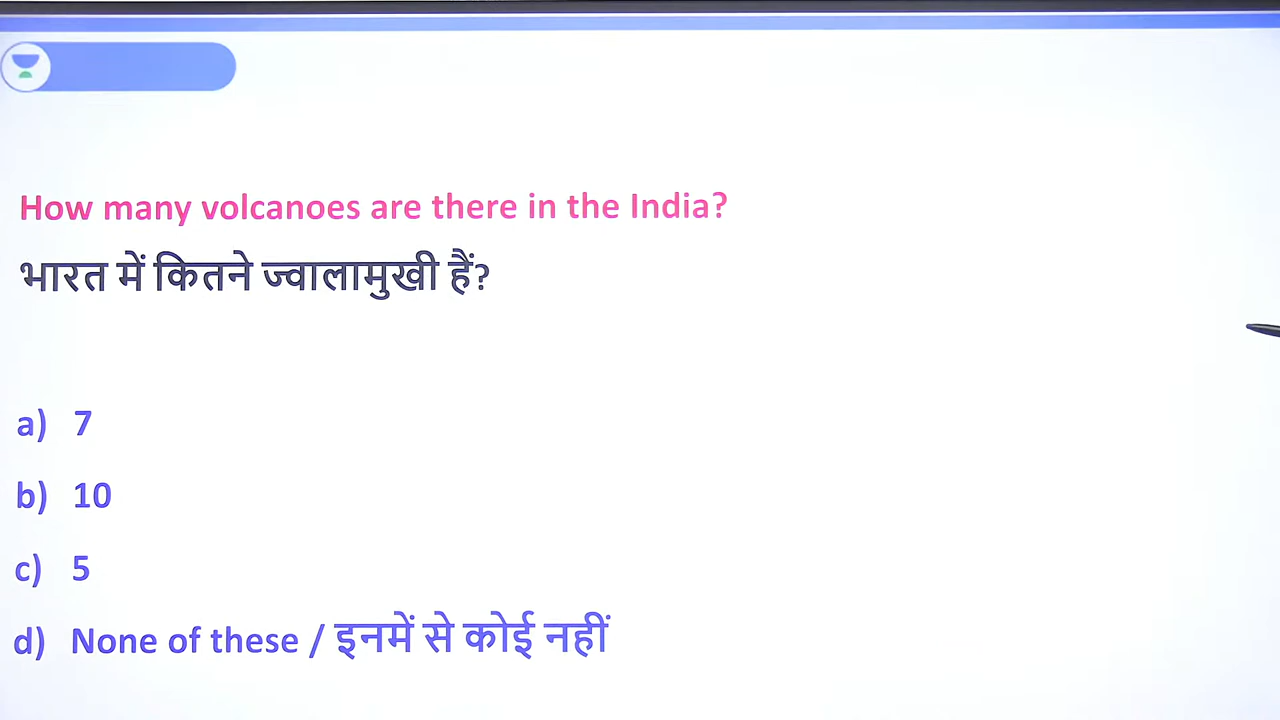 How many volcanoes are there in the India?
भारत में कितने ज्वालामुखी हैं?
a) 7
b) 10
c) 5
d) None of these / इनमें से कोई नहीं